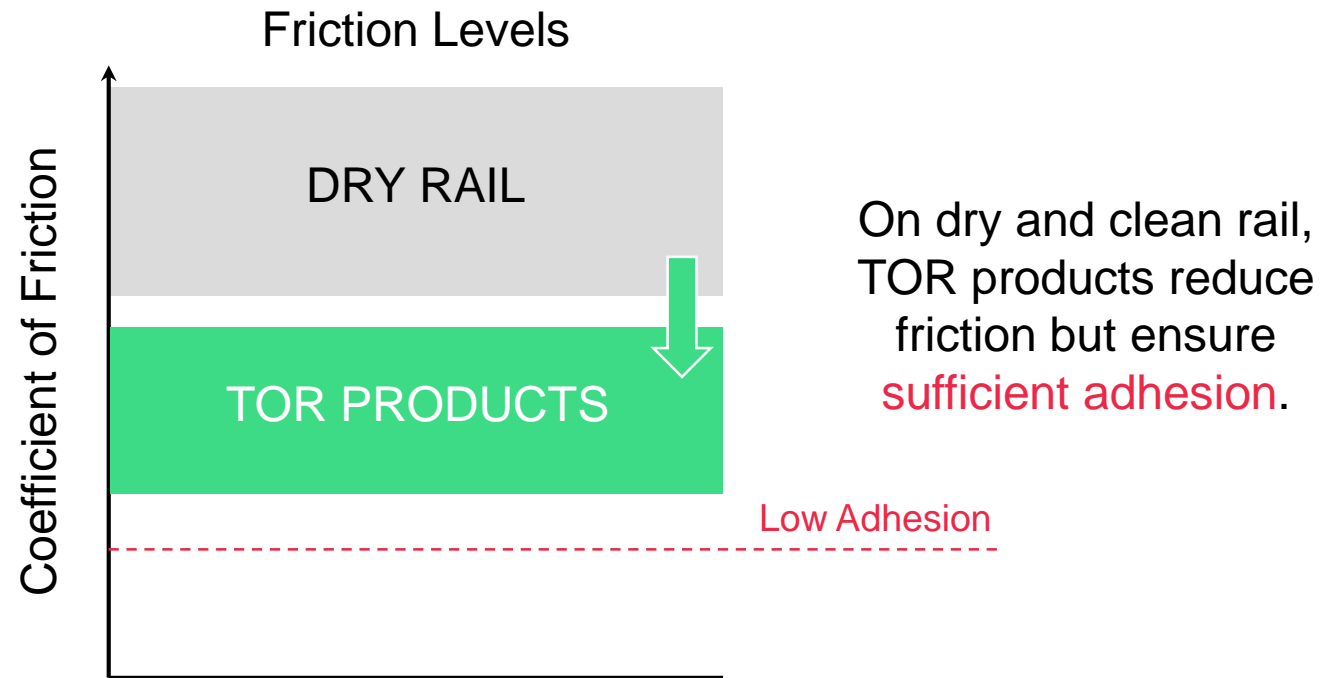 Friction Levels
Coefficient of Friction
DRY RAIL
TOR PRODUCTS
Low Adhesion
On dry and clean rail,
TOR products reduce
friction but ensure
sufficient adhesion.